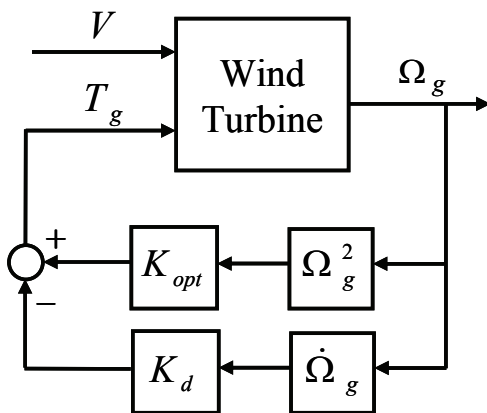 V
Wind
Turbine
Ω_g
T_g
+
K_opt
Ω_g^2
−
K_d
Ω̇_g